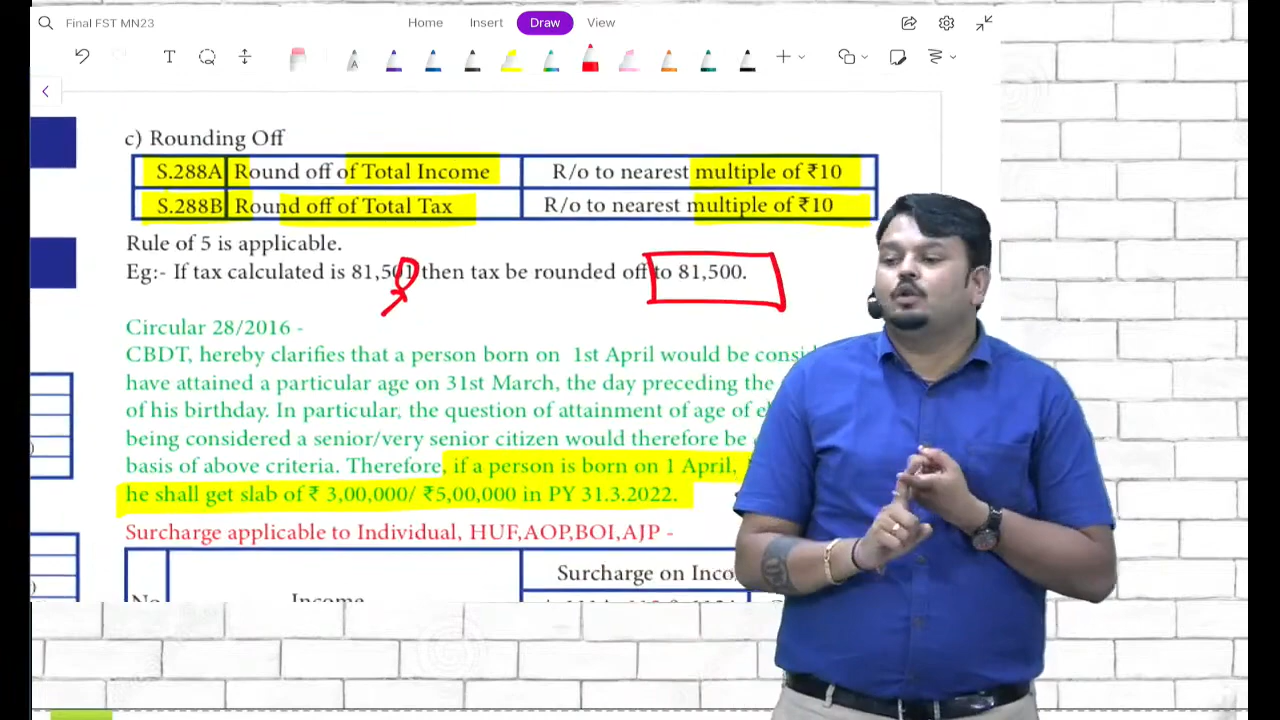 Final FST MN23
Home Insert Draw View
c) Rounding Off
S.288A Round off of Total Income R/o to nearest multiple of ₹10
S.288B Round off of Total Tax R/o to nearest multiple of ₹10
Rule of 5 is applicable.
Eg:- If tax calculated is 81,501 then tax be rounded off to 81,500.
Circular 28/2016 -
CBDT, hereby clarifies that a person born on 1st April would be
have attained a particular age on 31st March, the day preceding the
of his birthday. In particular, the question of attainment of age of
being considered a senior/very senior citizen would therefore be
basis of above criteria. Therefore, if a person is born on 1 April,
he shall get slab of ₹ 3,00,000/ ₹5,00,000 in PY 31.3.2022.
Surcharge applicable to Individual, HUF,AOP,BOI,AJP -
Surcharge on
No Income